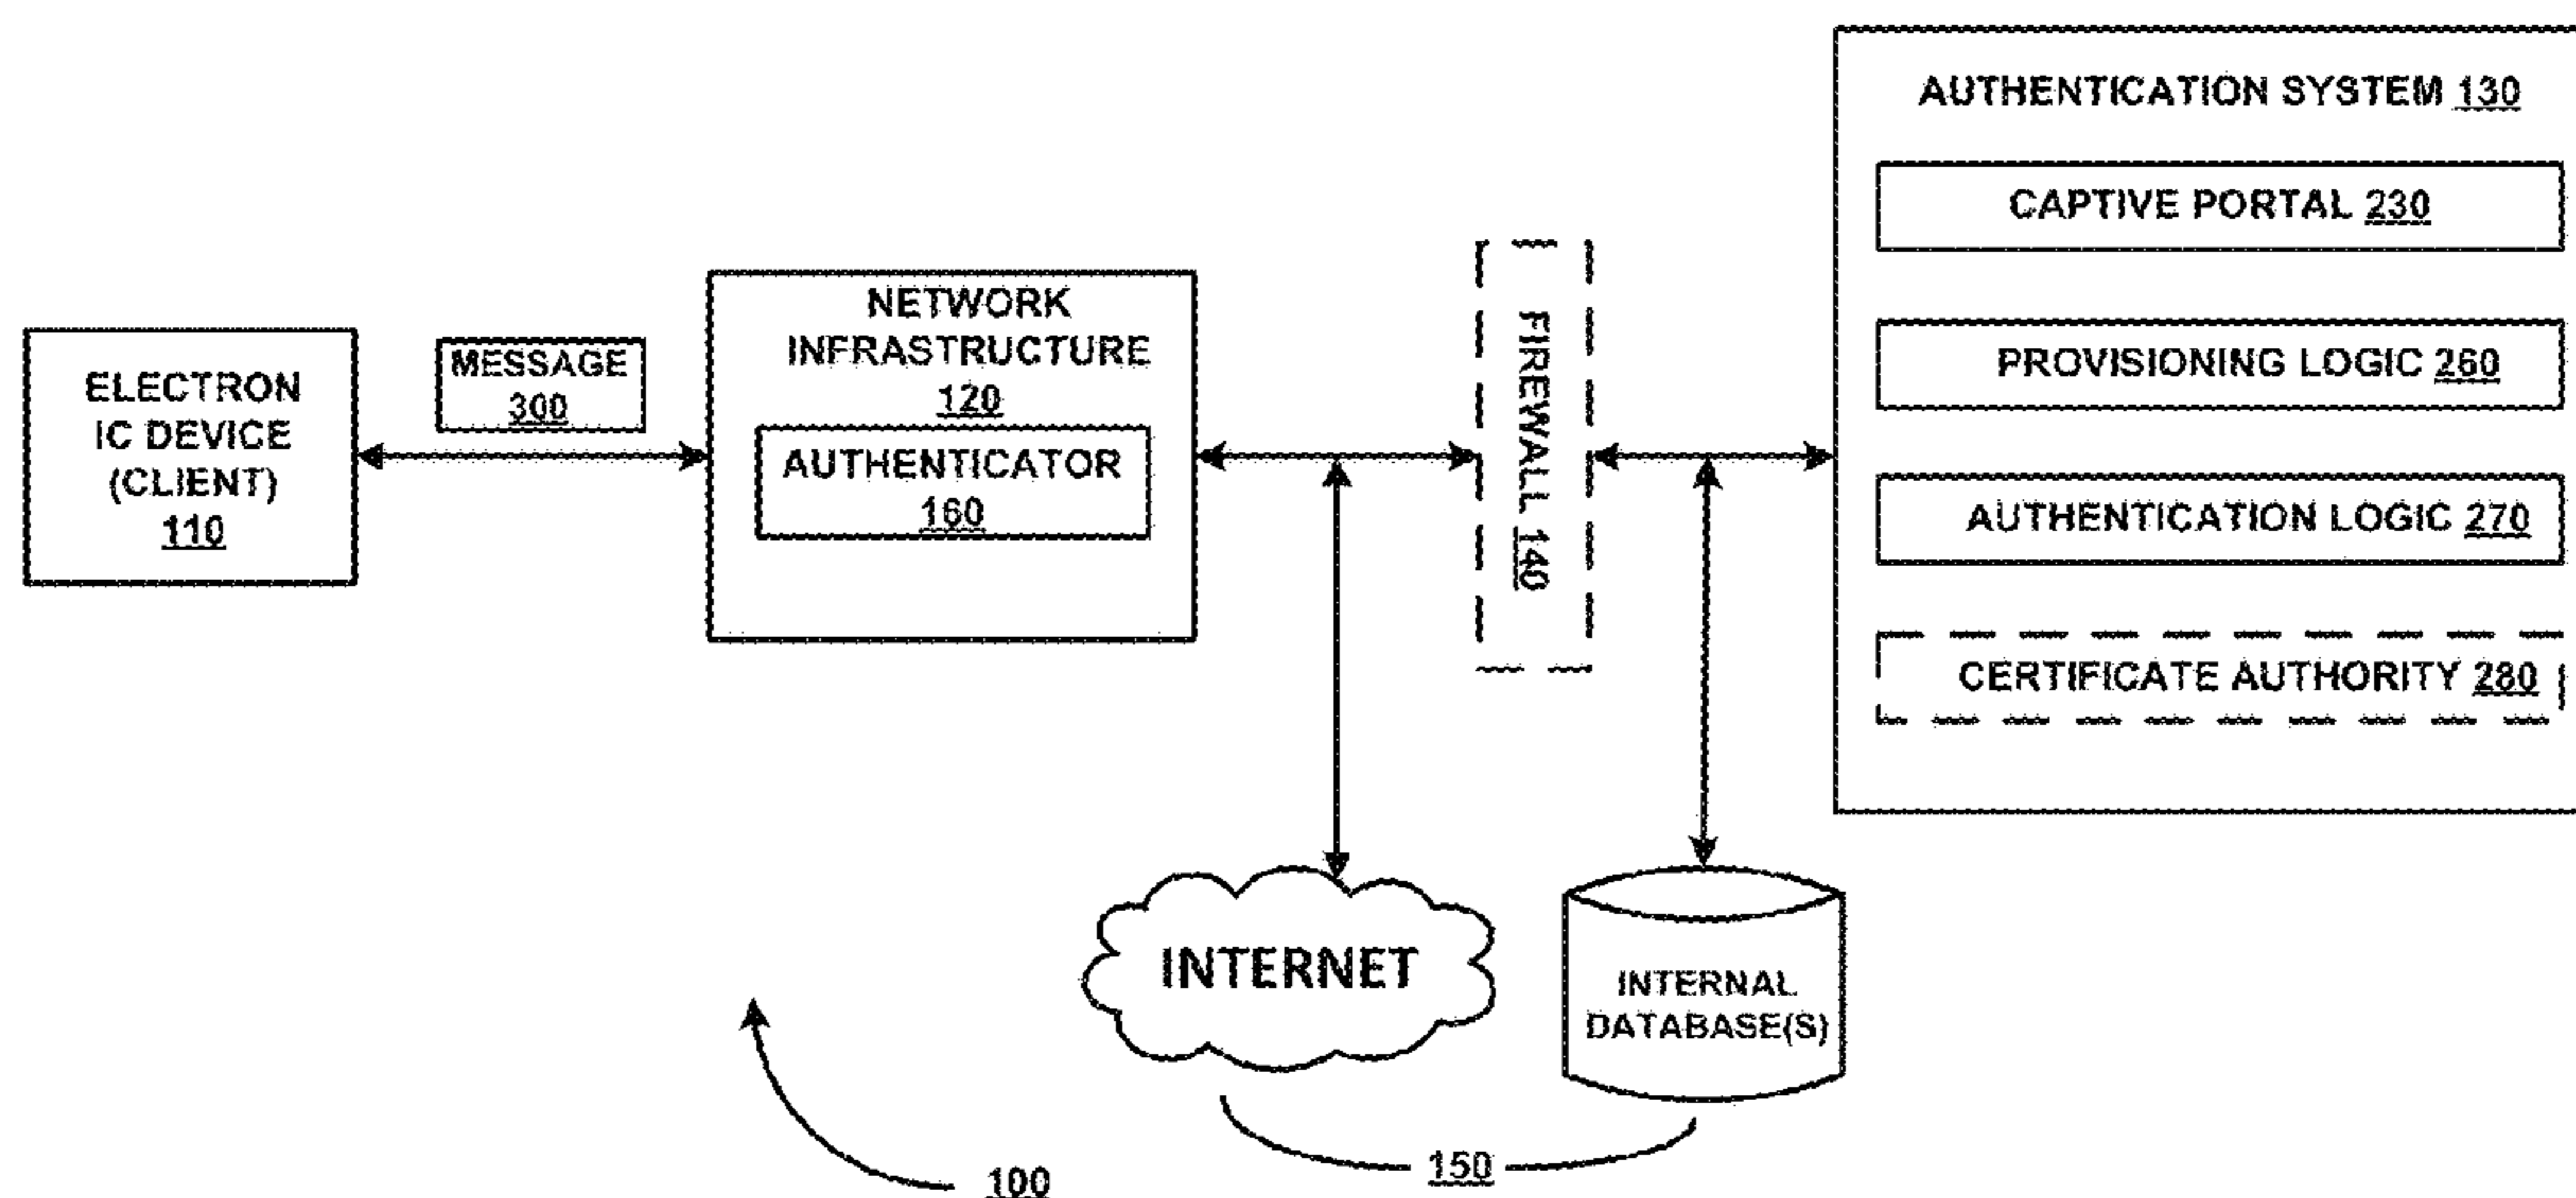 AUTHENTICATION SYSTEM 130
CAPTIVE PORTAL 230
PROVISIONING LOGIC 260
AUTHENTICATION LOGIC 270
CERTIFICATE AUTHORITY 280
FIREWALL 140
NETWORK
INFRASTRUCTURE
120
AUTHENTICATOR
160
MESSAGE
300
ELECTRON
IC DEVICE
(CLIENT)
110
INTERNET
INTERNAL
DATABASE(S)
150
100